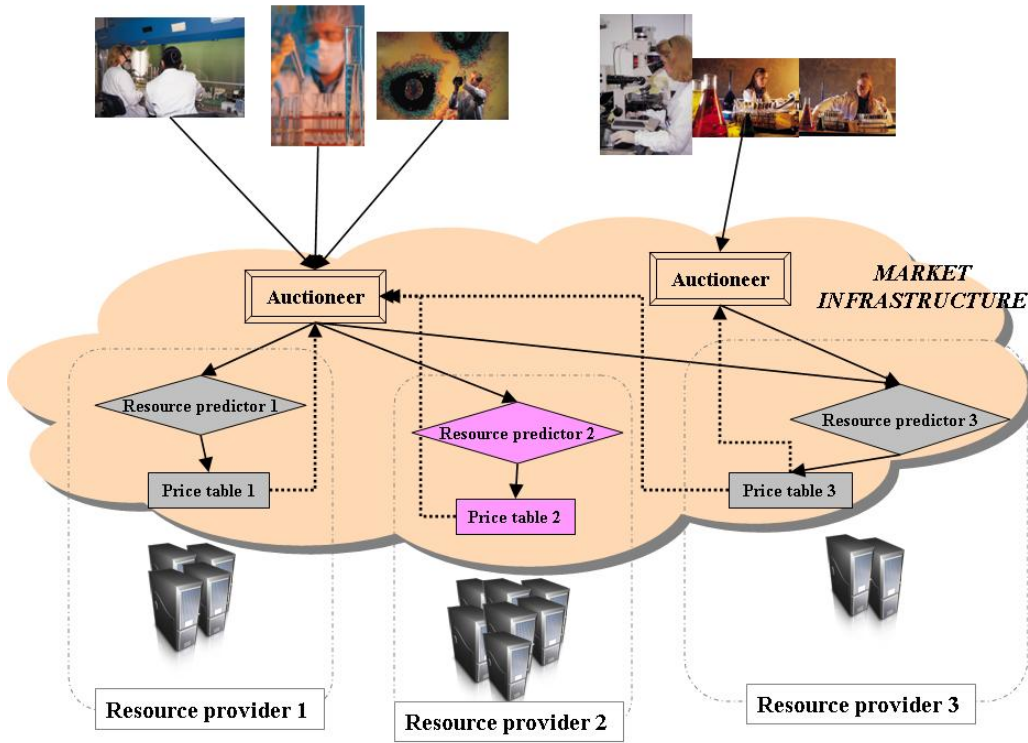 Auctioneer
Auctioneer
MARKET
INFRASTRUCTURE
Resource predictor 1
Resource predictor 2
Resource predictor 3
Price table 1
Price table 2
Price table 3
Resource provider 1
Resource provider 2
Resource provider 3